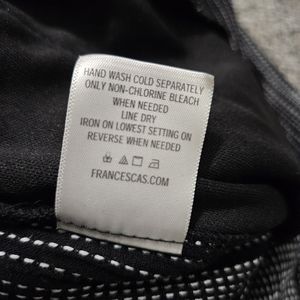 HAND WASH COLD SEPARATELY
ONLY NON-CHLORINE BLEACH
WHEN NEEDED
LINE DRY
IRON ON LOWEST SETTING ON
REVERSE WHEN NEEDED
FRANCESCAS.COM